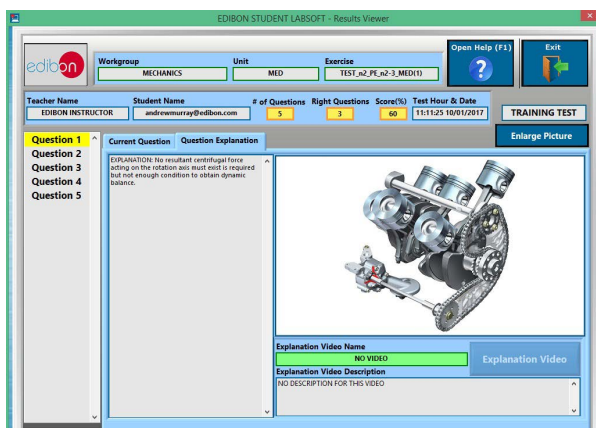 EDIBON STUDENT LABSOFT - Results Viewer
edibon
Workgroup
MECHANICS
Unit
MED
Exercise
TEST_n2_PE_n2-3_MED(1)
Open Help (F1)
?
Exit
Teacher Name
EDIBON INSTRUCTOR
Student Name
andrewmurray@edibon.com
# of Questions
5
Right Questions
3
Score(%)
60
Test Hour & Date
11:11:25 10/01/2017
TRAINING TEST
Question 1
Question 2
Question 3
Question 4
Question 5
Current Question
Question Explanation
Enlarge Picture
EXPLANATION: No resultant centrifugal force
acting on the rotation axis must exist is required
but not enough condition to obtain dynamic
balance.
Explanation Video Name
NO VIDEO
Explanation Video
Explanation Video Description
NO DESCRIPTION FOR THIS VIDEO